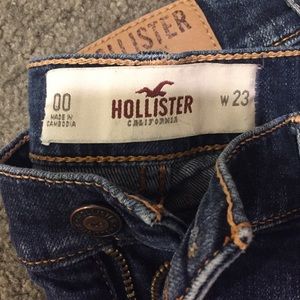 HOLLISTER
00
MADE IN
CAMBODIA
HOLLISTER
CALIFORNIA
W 23